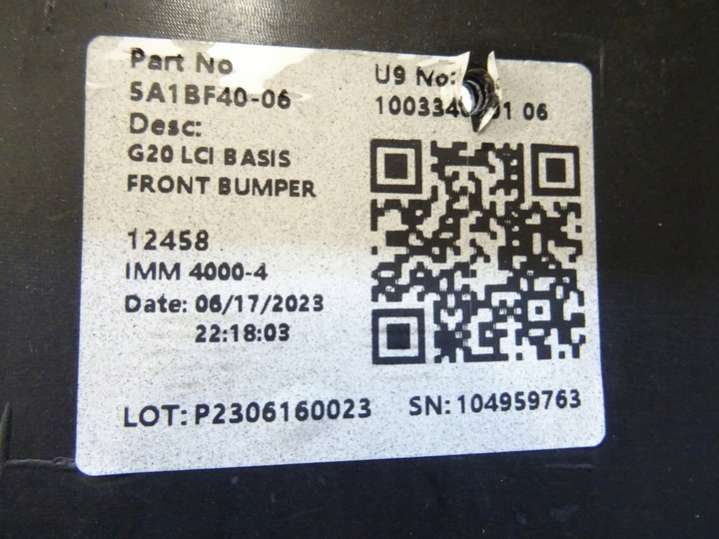 Part No
5A1BF40-06
Desc:
G20 LCI BASIS
FRONT BUMPER
12458
IMM 4000-4
Date: 06/17/2023
22:18:03
U9 No:
06
LOT: P2306160023
SN: 104959763